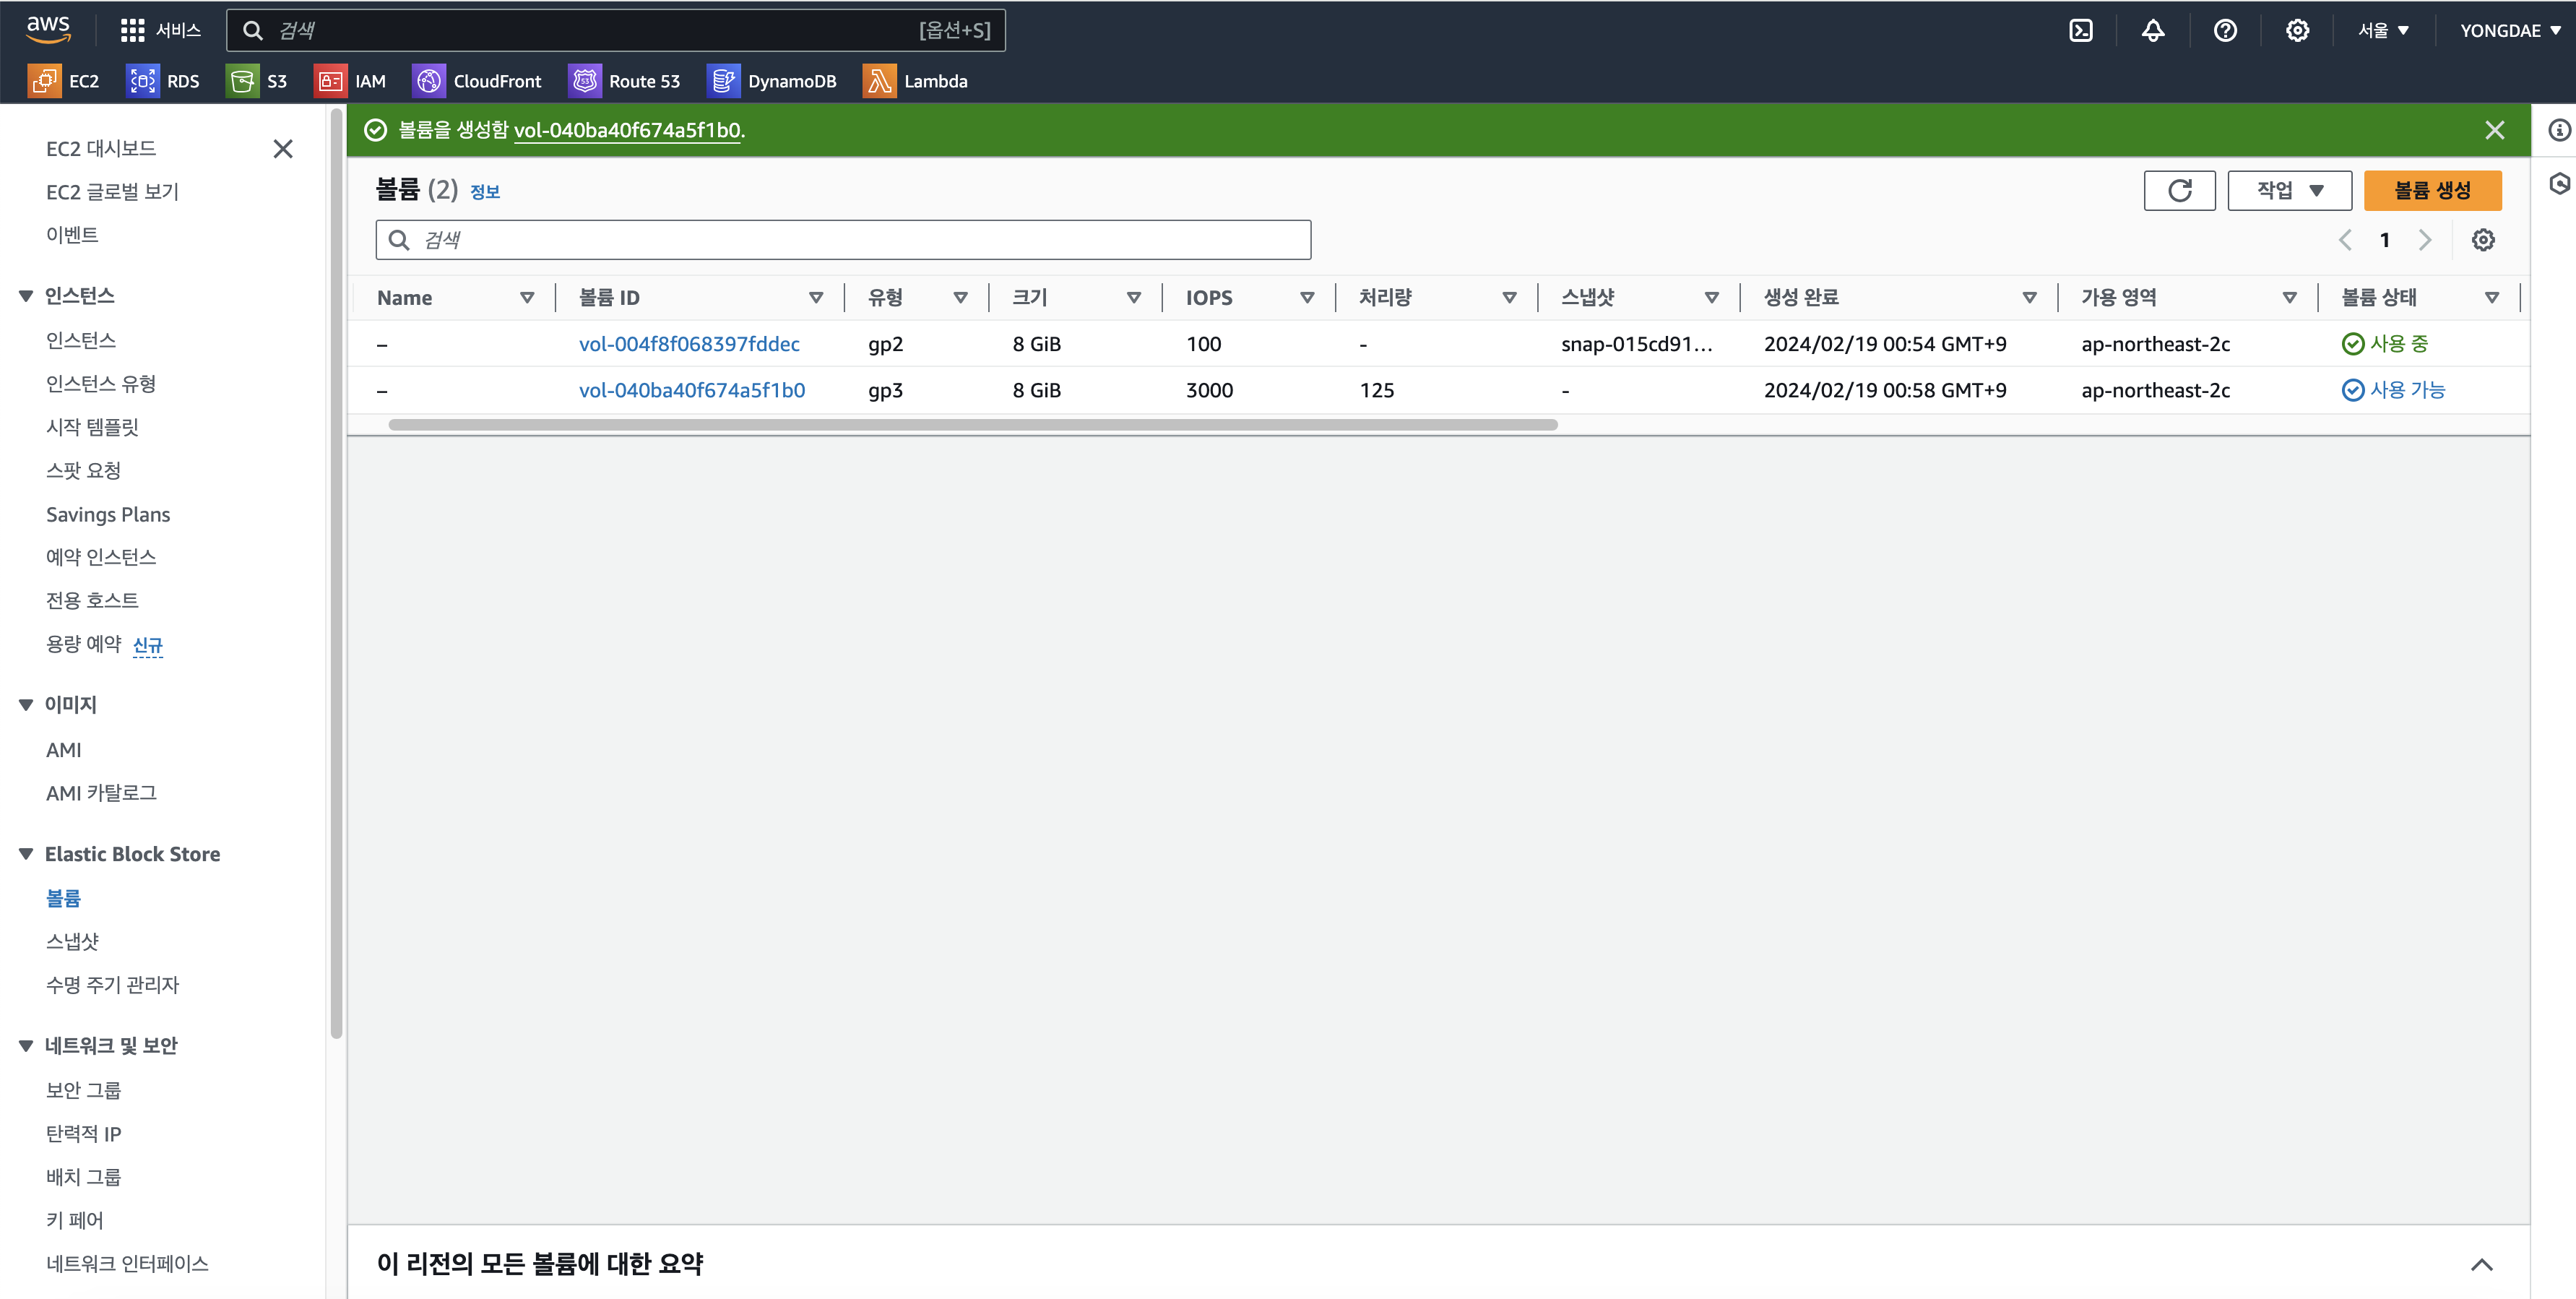 aws
서비스
검색
[옵션+S]
서울
YONGDAE
EC2
RDS
S3
IAM
CloudFront
Route 53
DynamoDB
Lambda
EC2 대시보드
EC2 글로벌 보기
이벤트
인스턴스
인스턴스
인스턴스 유형
시작 템플릿
스팟 요청
Savings Plans
예약 인스턴스
전용 호스트
용량 예약 신규
이미지
AMI
AMI 카탈로그
Elastic Block Store
볼륨
스냅샷
수명 주기 관리자
네트워크 및 보안
보안 그룹
탄력적 IP
배치 그룹
키 페어
네트워크 인터페이스
볼륨을 생성함 vol-040ba40f674a5f1b0.
볼륨 (2) 정보
작업
볼륨 생성
검색
1
Name 볼륨 ID 유형 크기 IOPS 처리량 스냅샷 생성 완료 가용 영역 볼륨 상태
– vol-004f8f068397fddec gp2 8 GiB 100 - snap-015cd91... 2024/02/19 00:54 GMT+9 ap-northeast-2c 사용 중
– vol-040ba40f674a5f1b0 gp3 8 GiB 3000 125 - 2024/02/19 00:58 GMT+9 ap-northeast-2c 사용 가능
이 리전의 모든 볼륨에 대한 요약